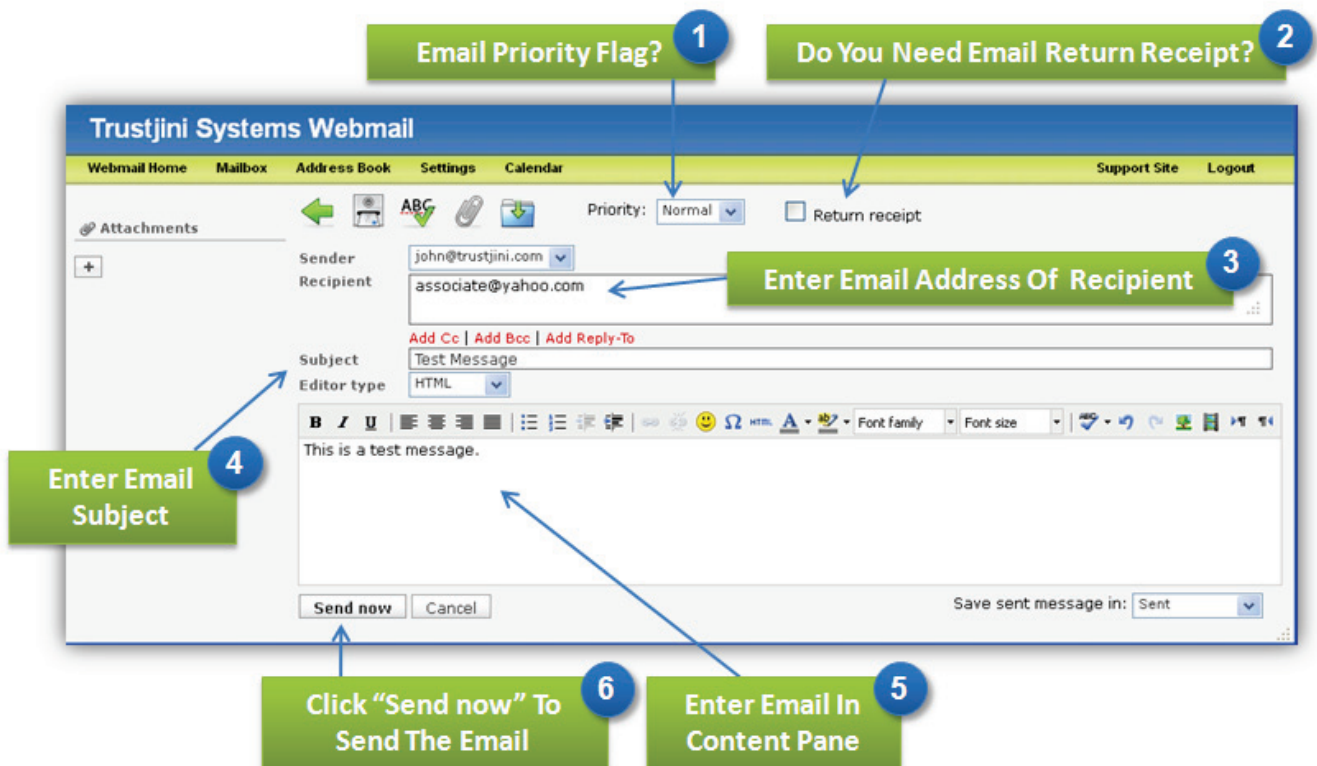 Email Priority Flag?
1
Do You Need Email Return Receipt?
2
Trustjini Systems Webmail
Webmail Home Mailbox Address Book Settings Calendar Support Site Logout
Attachments
+
ABC
Priority: Normal
Return receipt
Sender john@trustjini.com
Recipient associate@yahoo.com
Enter Email Address Of Recipient
3
Add Cc | Add Bcc | Add Reply-To
Subject Test Message
Editor type HTML
B I U Ω HTML A ab Font family Font size ABC
This is a test message.
Enter Email
Subject
4
Send now Cancel
Save sent message in: Sent
Click “Send now” To
Send The Email
6
Enter Email In
Content Pane
5